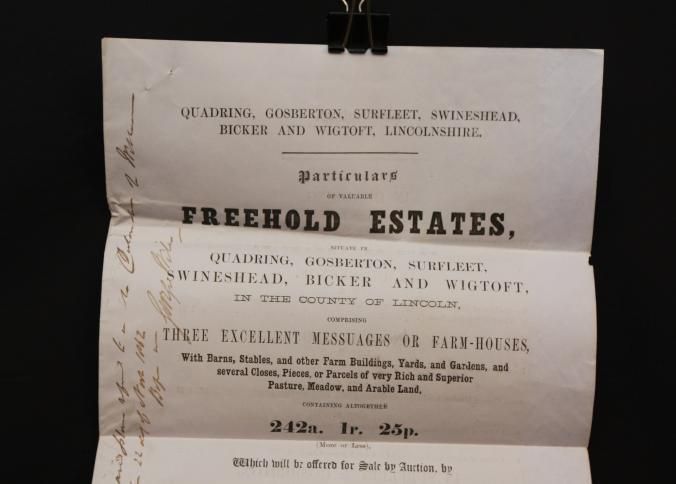 QUADRING, GOSBERTON, SURFLEET, SWINESHEAD,
BICKER AND WIGTOFT, LINCOLNSHIRE.
Particulars
OF VALUABLE
FREEHOLD ESTATES,
SITUATE IN
QUADRING, GOSBERTON, SURFLEET,
SWINESHEAD, BICKER AND WIGTOFT,
IN THE COUNTY OF LINCOLN,
COMPRISING
THREE EXCELLENT MESSUAGES OR FARM-HOUSES,
With Barns, Stables, and other Farm Buildings, Yards, and Gardens, and
several Closes, Pieces, or Parcels of very Rich and Superior
Pasture, Meadow, and Arable Land,
CONTAINING ALTOGETHER
242a. 1r. 25p.
(More or Less),
Which will be offered for Sale by Auction, by
22 1862